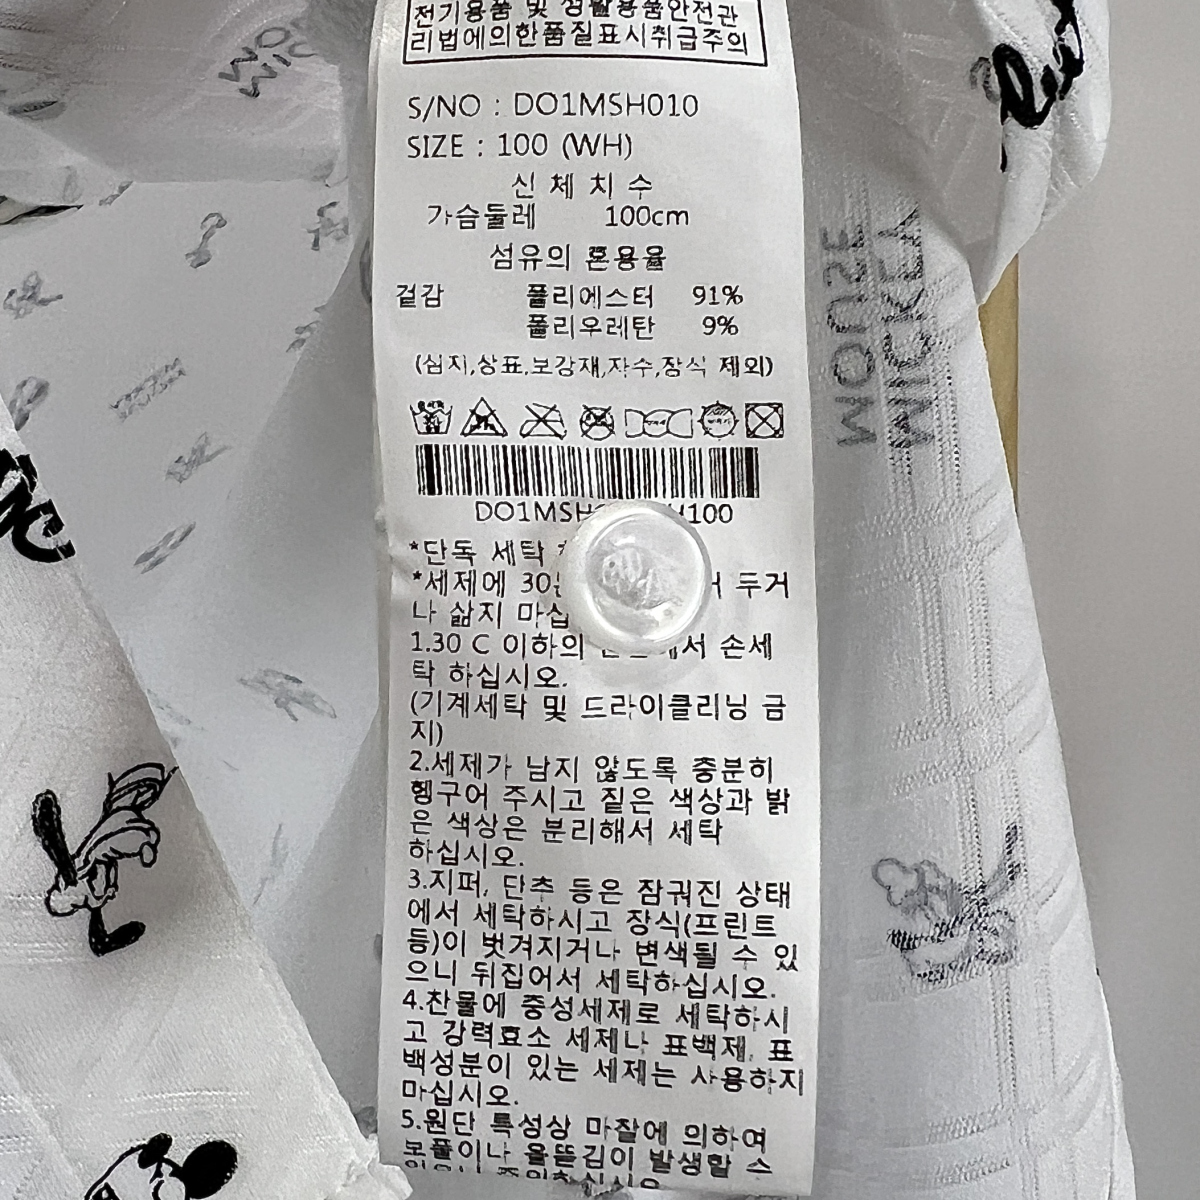 전기용품 및 생활용품안전관
리법에의한품질표시취급주의
S/NO : DO1MSH010
SIZE : 100 (WH)
신 체 치 수
가슴둘레 100cm
섬유의 혼용율
겉감 폴리에스터 91%
폴리우레탄 9%
(심지,상표,보강재,자수,장식 제외)
*단독 세탁
*세제에 두거
나 삶지
1.30 C 이하의 손세
탁 하십시오.
(기계세탁 및 드라이클리닝 금
지)
2.세제가 남지 않도록 충분히
헹구어 주시고 짙은 색상과 밝
은 색상은 분리해서 세탁
하십시오.
3.지퍼, 단추 등은 잠궈진 상태
에서 세탁하시고 장식(프린트
등)이 벗겨지거나 변색될 수 있
으니 뒤집어서 세탁하십시오.
4.찬물에 중성세제로 세탁하시
고 강력효소 세제나 표백제, 표
백성분이 있는 세제는 사용하지
마십시오.
5.원단 특성상 마찰에 의하여
보풀이나 올뜯김이 발생할 수
MICKEY
MOUSE